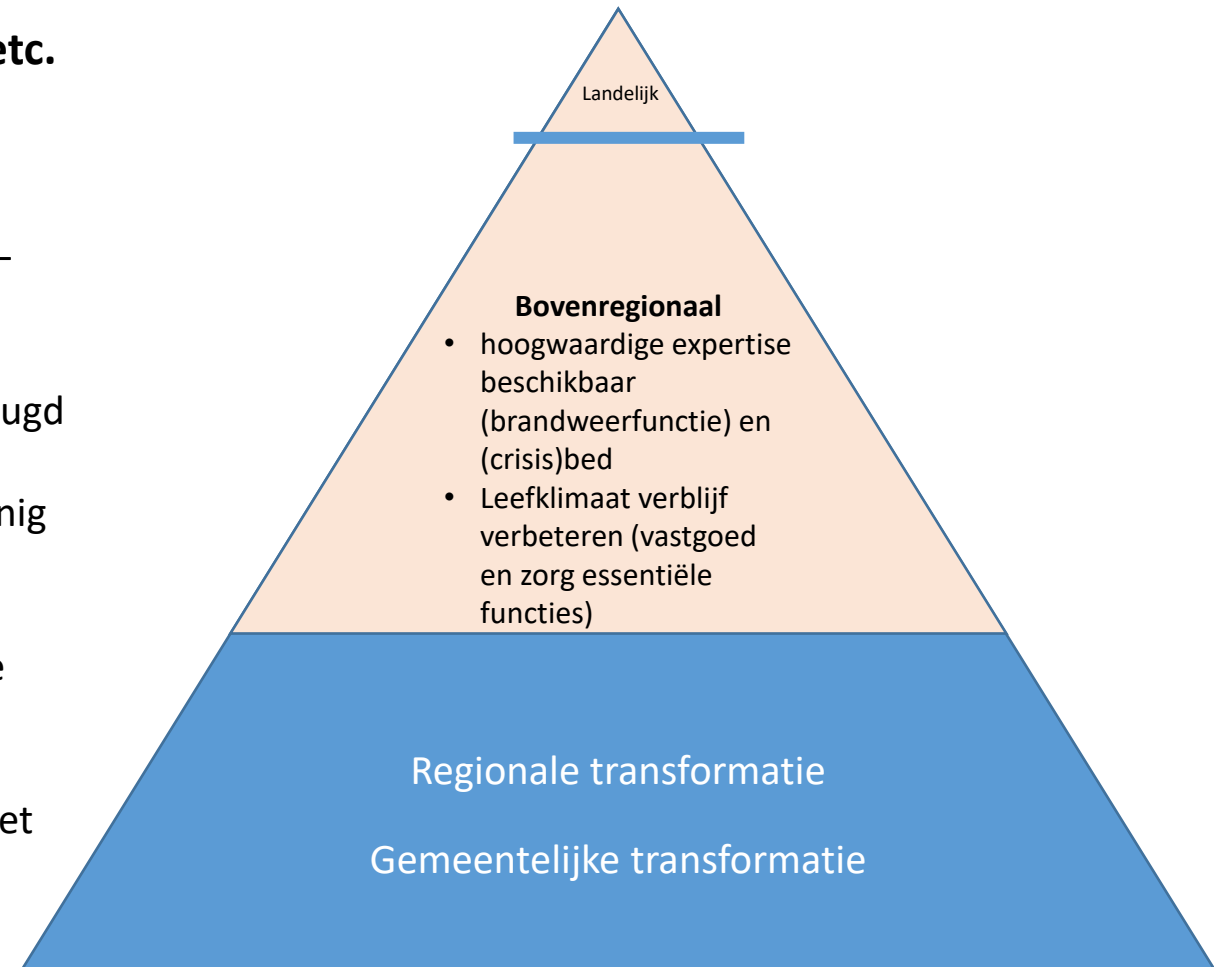 etc.
–
ugd
nig
e
et
Landelijk
Bovenregionaal
• hoogwaardige expertise
beschikbaar
(brandweerfunctie) en
(crisis)bed
• Leefklimaat verblijf
verbeteren (vastgoed
en zorg essentiële
functies)
Regionale transformatie
Gemeentelijke transformatie